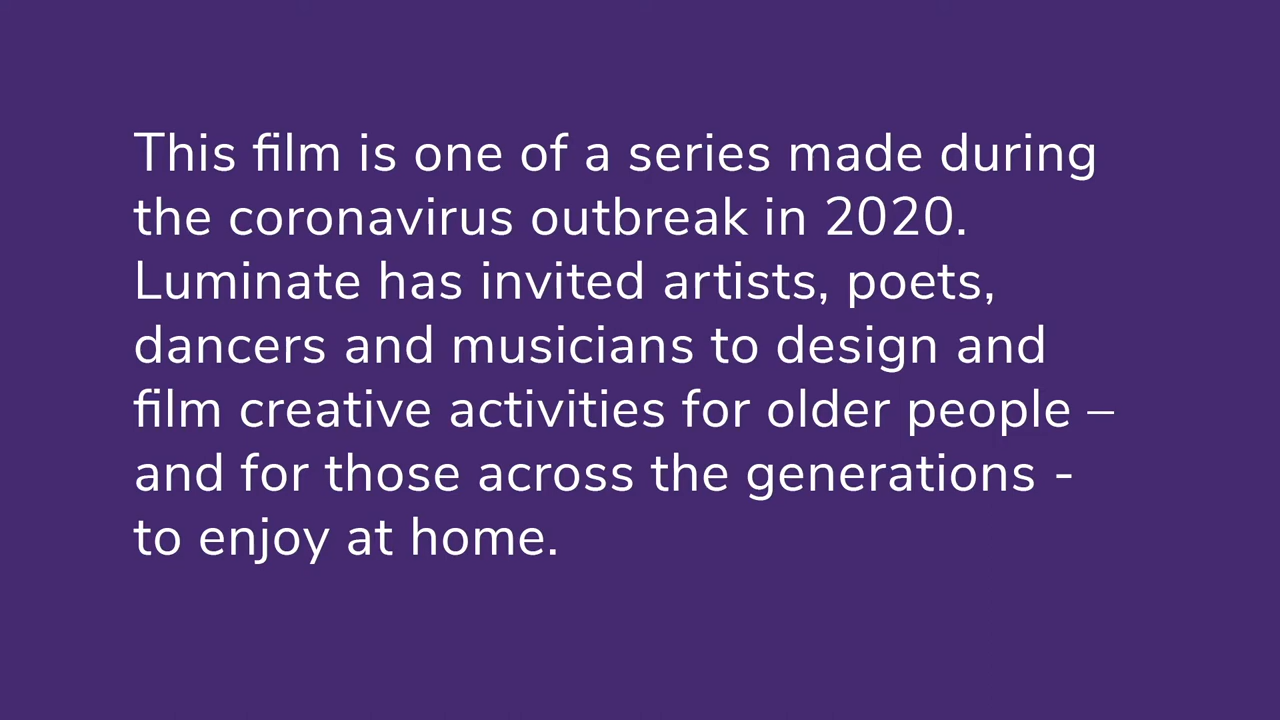 This film is one of a series made during
the coronavirus outbreak in 2020.
Luminate has invited artists, poets,
dancers and musicians to design and
film creative activities for older people –
and for those across the generations -
to enjoy at home.